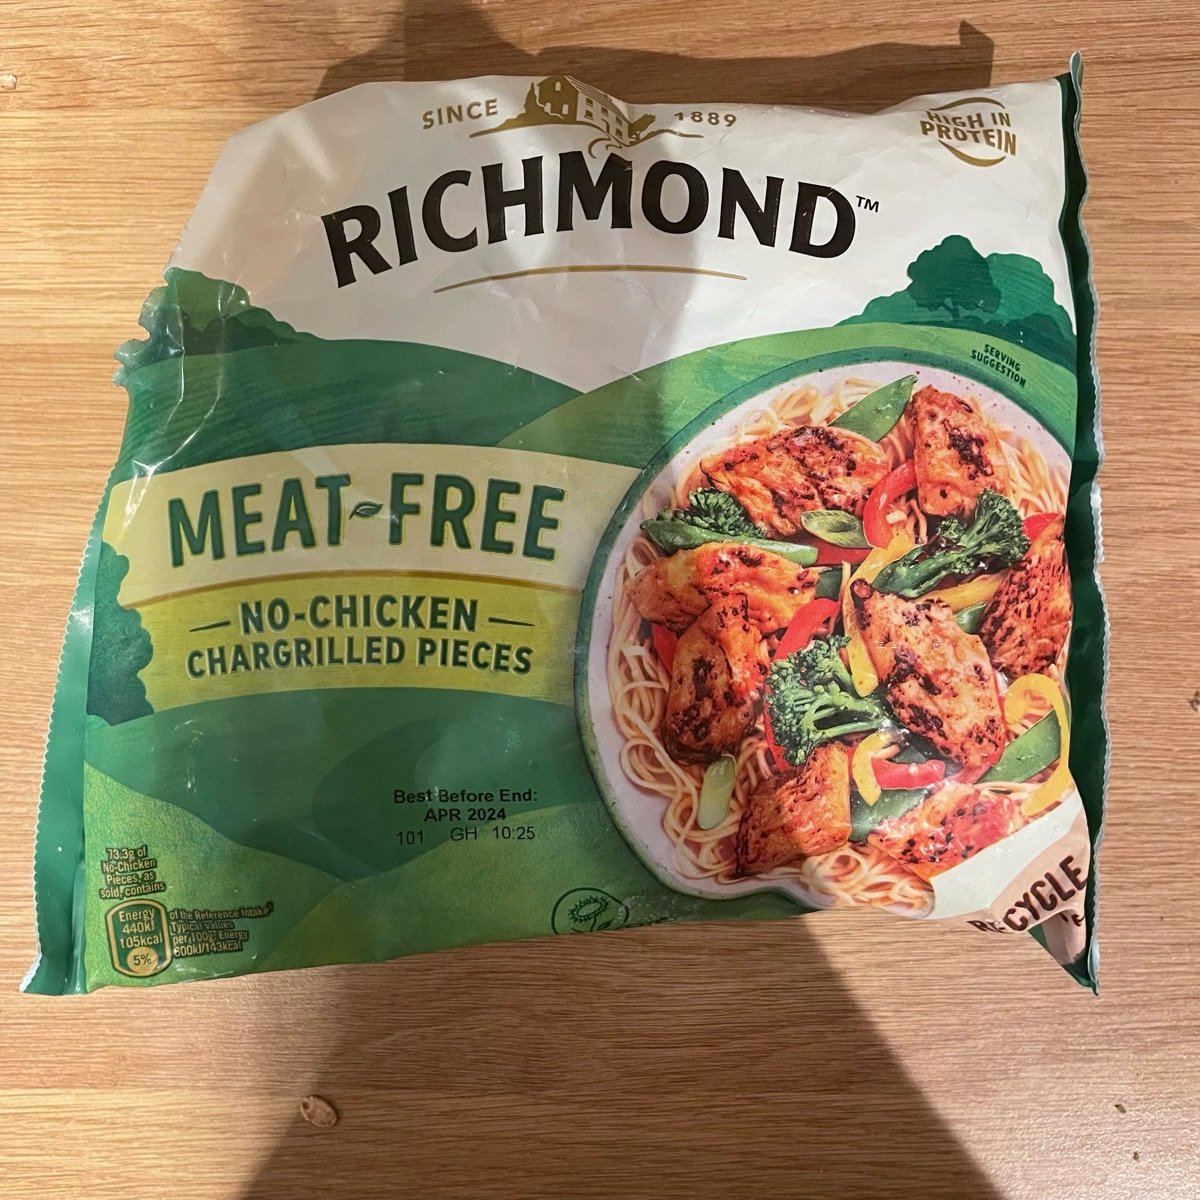 SINCE 1889
HIGH IN
PROTEIN
RICHMOND™
SERVING
SUGGESTION
MEAT-FREE
NO-CHICKEN
CHARGRILLED PIECES
Best Before End:
APR 2024
101 GH 10:25
73.3g of
No-Chicken
Pieces, as
sold, contains
Energy
440kJ
105kcal
5%
of the Reference Intake
Typical values
per 100g: Energy
600kJ/143kcal
RECYCLE